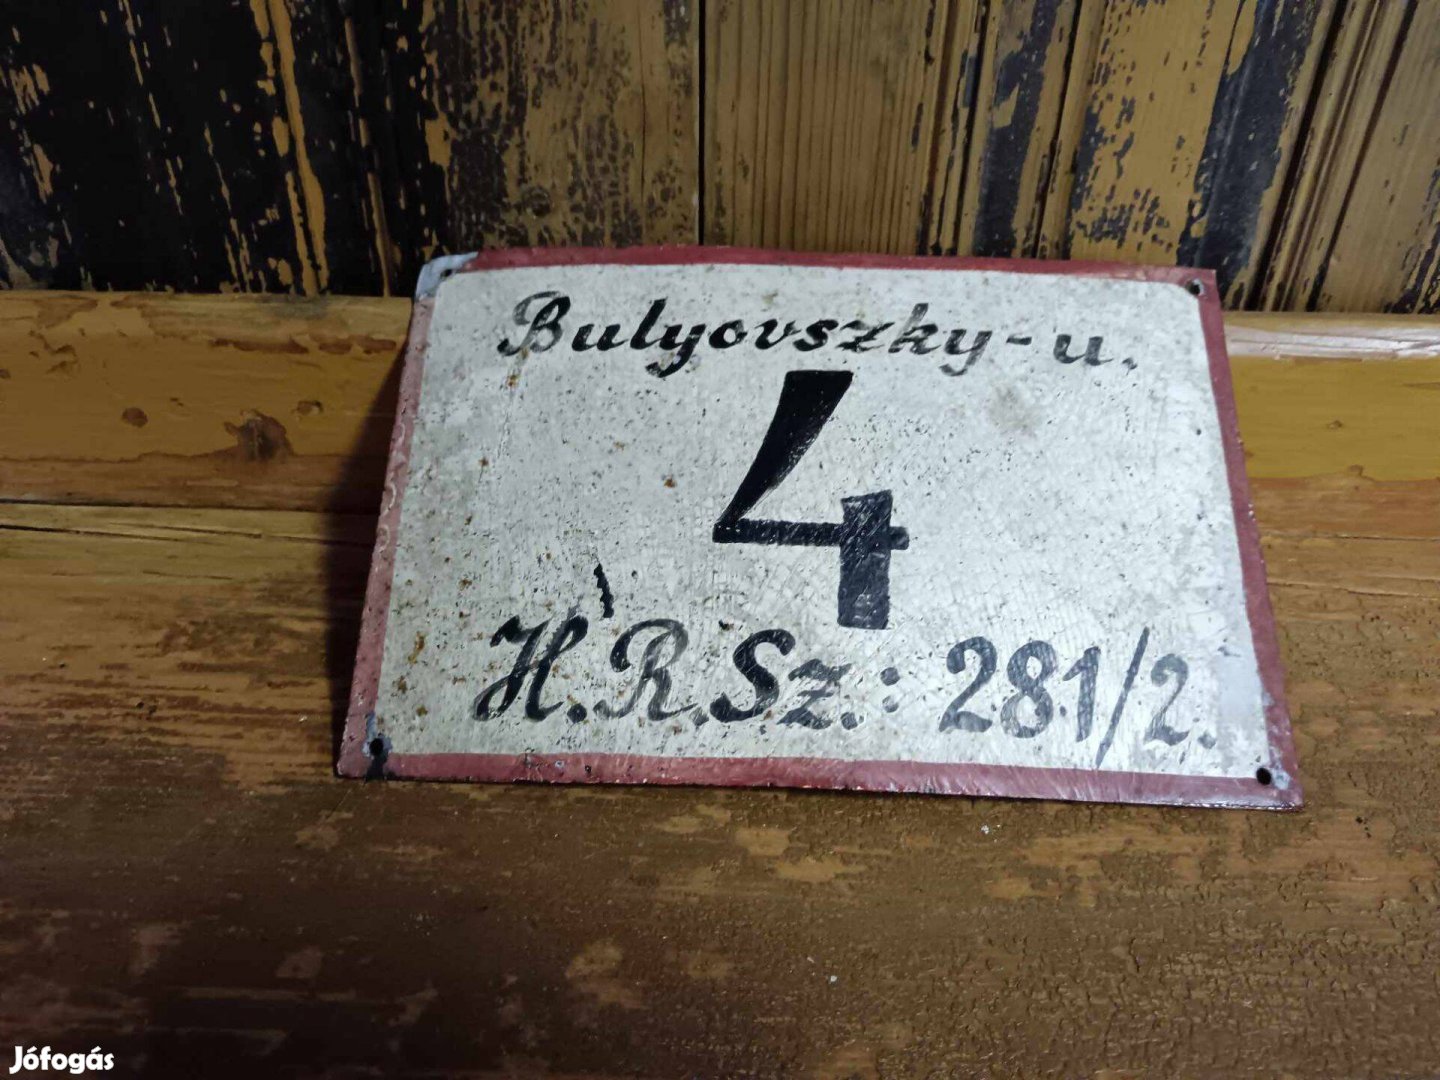 Bulyovszky-u.
4
H.R.Sz.: 281/2.
Jófogás